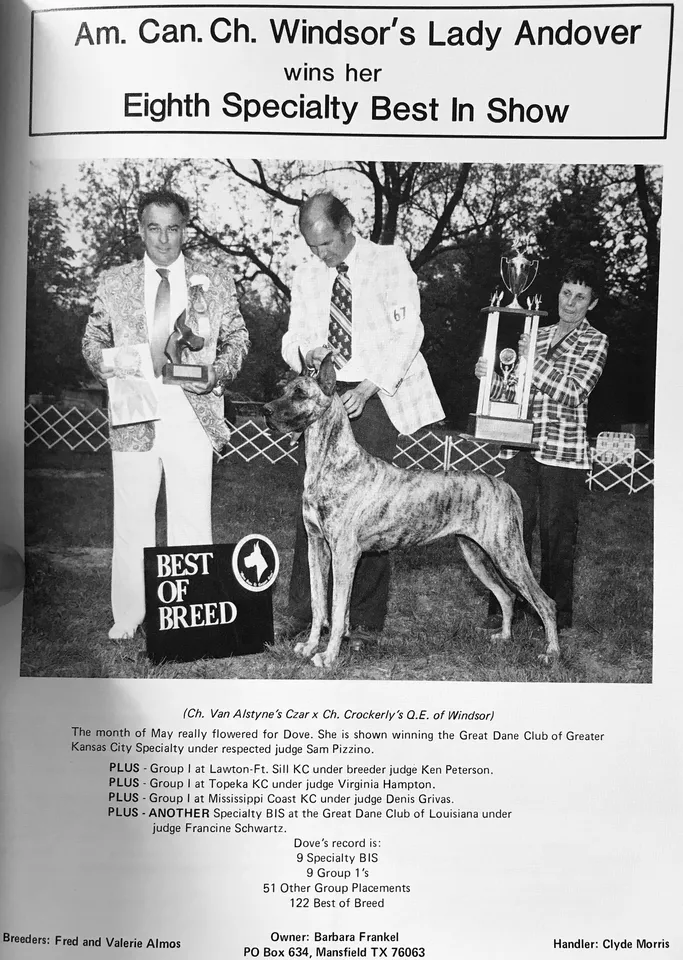 Am. Can. Ch. Windsor's Lady Andover
wins her
Eighth Specialty Best In Show
67
BEST
OF
BREED
(Ch. Van Alstyne's Czar x Ch. Crockerly's Q.E. of Windsor)
The month of May really flowered for Dove. She is shown winning the Great Dane Club of Greater
Kansas City Specialty under respected judge Sam Pizzino.
PLUS - Group I at Lawton-Ft. Sill KC under breeder judge Ken Peterson.
PLUS - Group I at Topeka KC under judge Virginia Hampton.
PLUS - Group I at Mississippi Coast KC under judge Denis Grivas.
PLUS - ANOTHER Specialty BIS at the Great Dane Club of Louisiana under
judge Francine Schwartz.
Dove's record is:
9 Specialty BIS
9 Group 1's
51 Other Group Placements
122 Best of Breed
Breeders: Fred and Valerie Almos
Owner: Barbara Frankel
PO Box 634, Mansfield TX 76063
Handler: Clyde Morris